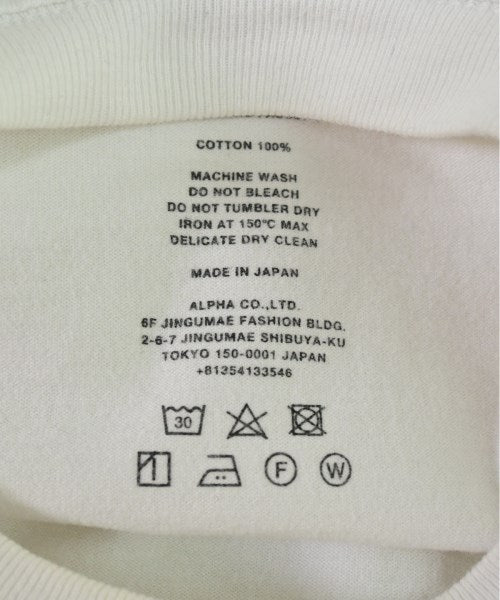 COTTON 100%
MACHINE WASH
DO NOT BLEACH
DO NOT TUMBLER DRY
IRON AT 150°C MAX
DELICATE DRY CLEAN
MADE IN JAPAN
ALPHA CO.,LTD.
6F JINGUMAE FASHION BLDG.
2-6-7 JINGUMAE SHIBUYA-KU
TOKYO 150-0001 JAPAN
+81354133546
30
F W